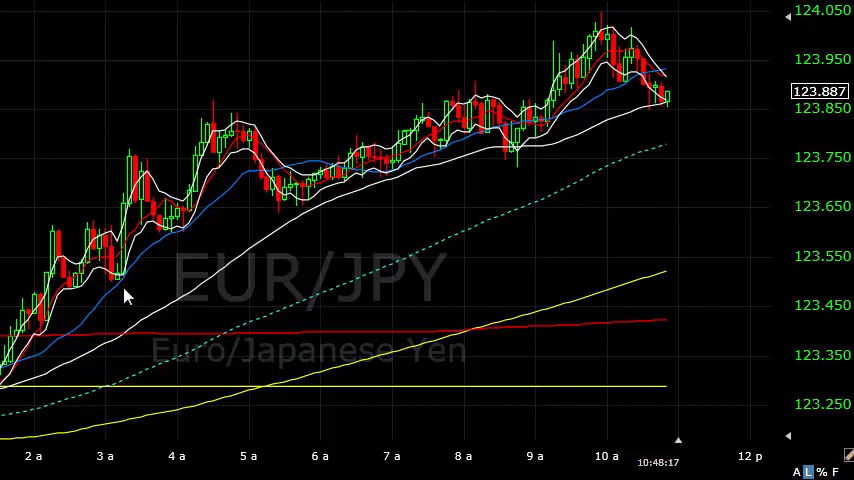 124.050
123.950
123.887
123.850
123.750
123.650
123.550
123.450
123.350
123.250
EUR/JPY
Euro/Japanese Yen
2 a 3 a 4 a 5 a 6 a 7 a 8 a 9 a 10 a 12 p
10:48:17
A L % F